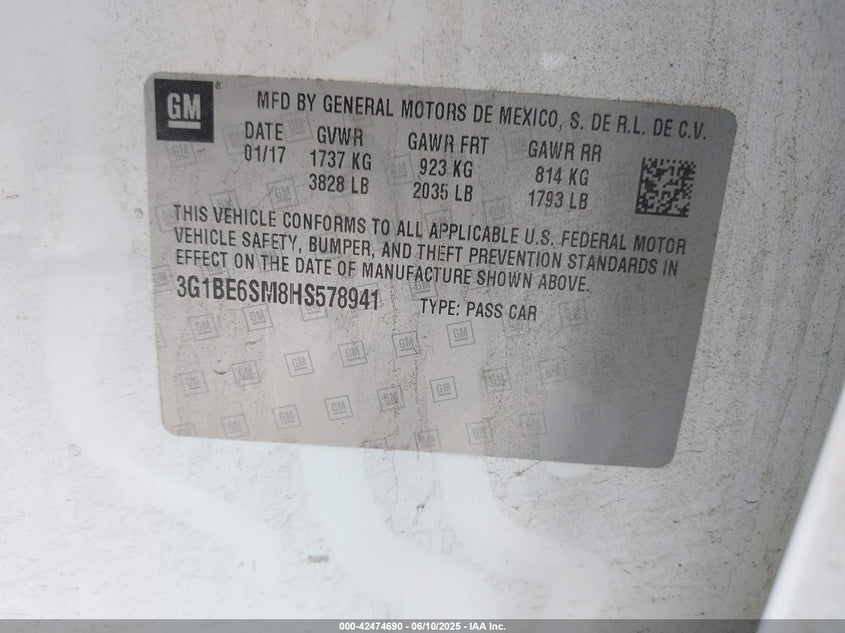 GM
MFD BY GENERAL MOTORS DE MEXICO, S. DE R.L. DE C.V.
DATE GVWR GAWR FRT GAWR RR
01/17 1737 KG 923 KG 814 KG
3828 LB 2035 LB 1793 LB
THIS VEHICLE CONFORMS TO ALL APPLICABLE U.S. FEDERAL MOTOR
VEHICLE SAFETY, BUMPER, AND THEFT PREVENTION STANDARDS IN
EFFECT ON THE DATE OF MANUFACTURE SHOWN ABOVE.
3G1BE6SM8HS578941 TYPE: PASS CAR
000-42474690 - 06/10/2025 - IAA Inc.